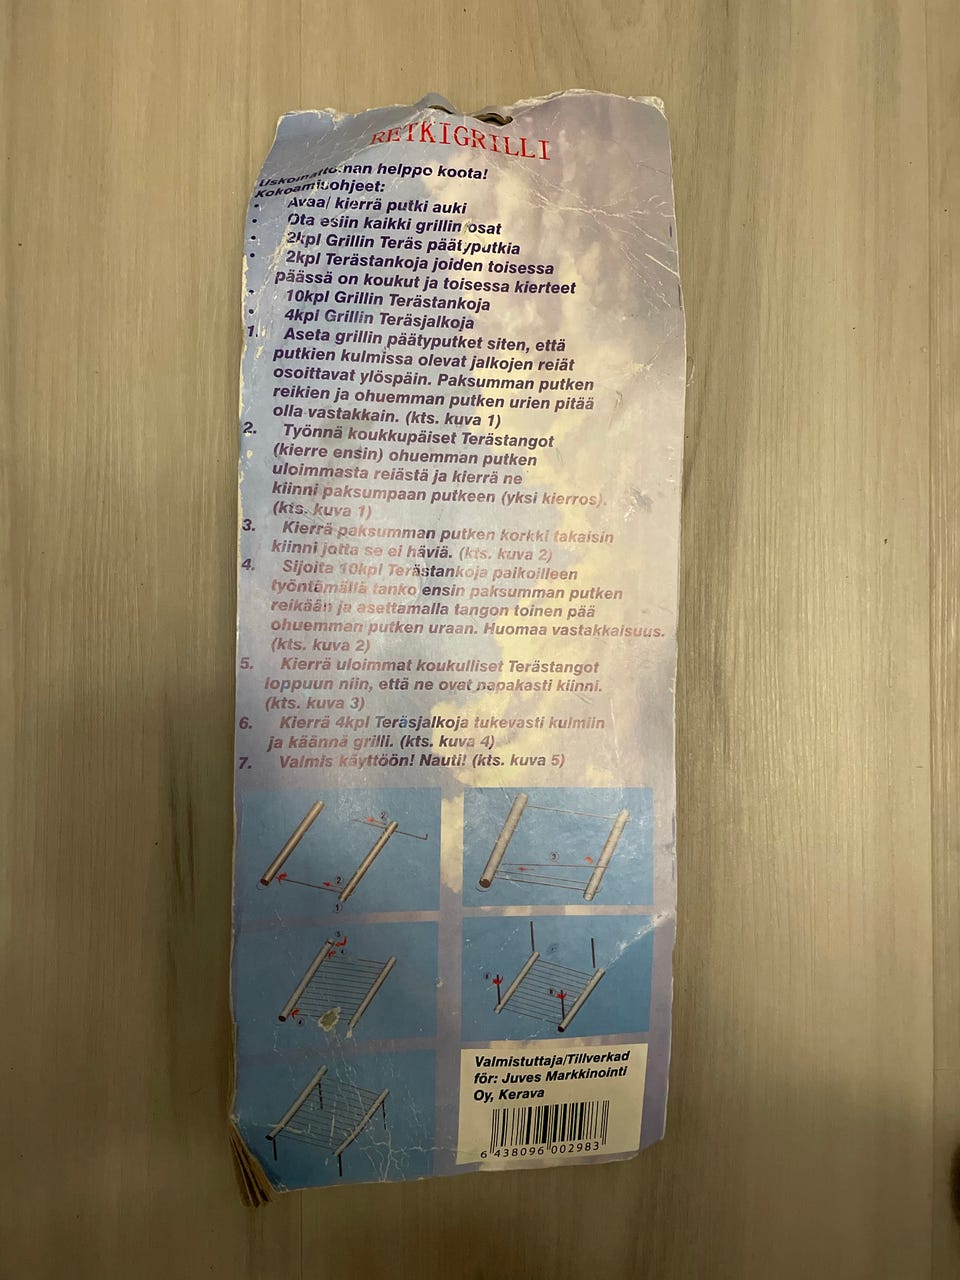 RETKIGRILLI
Uskomattoman helppo koota!
Kokoamisohjeet:
• Avaa/ kierrä putki auki
• Ota esiin kaikki grillin osat
• 2kpl Grillin Teräs päätyputkia
• 2kpl Terästankoja joiden toisessa
päässä on koukut ja toisessa kierteet
• 10kpl Grillin Terästankoja
• 4kpl Grillin Teräsjalkoja
1. Aseta grillin päätyputket siten, että
putkien kulmissa olevat jalkojen reiät
osoittavat ylöspäin. Paksumman putken
reikien ja ohuemman putken urien pitää
olla vastakkain. (kts. kuva 1)
2. Työnnä koukkupäiset Terästangot
(kierre ensin) ohuemman putken
uloimmasta reiästä ja kierrä ne
kiinni paksumpaan putkeen (yksi kierros).
(kts. kuva 1)
3. Kierrä paksumman putken korkki takaisin
kiinni jotta se ei häviä. (kts. kuva 2)
4. Sijoita 10kpl Terästankoja paikoilleen
työntämällä tanko ensin paksumman putken
reikään ja asettamalla tangon toinen pää
ohuemman putken uraan. Huomaa vastakkaisuus.
(kts. kuva 2)
5. Kierrä uloimmat koukulliset Terästangot
loppuun niin, että ne ovat napakasti kiinni.
(kts. kuva 3)
6. Kierrä 4kpl Teräsjalkoja tukevasti kulmiin
ja käännä grilli. (kts. kuva 4)
7. Valmis käyttöön! Nauti! (kts. kuva 5)
2
2
1
3
Valmistuttaja/Tillverkad
för: Juves Markkinointi
Oy, Kerava
6 438096 002983